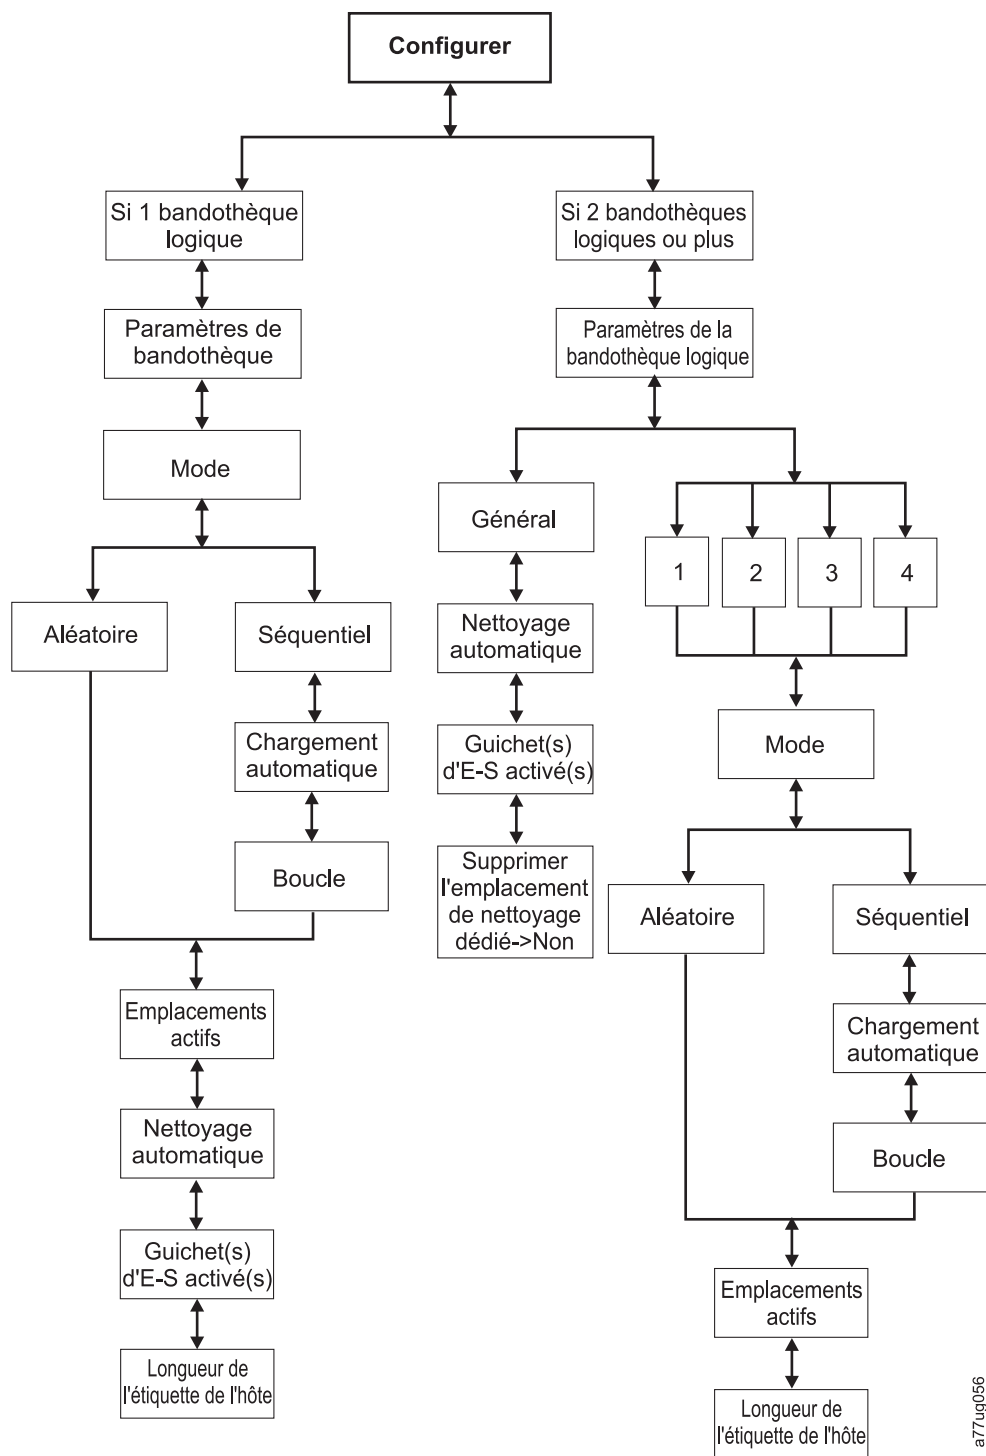 Configurer
Si 1 bandothèque
logique
Paramètres de
bandothèque
Mode
Aléatoire
Séquentiel
Chargement
automatique
Boucle
Emplacements
actifs
Nettoyage
automatique
Guichet(s)
d'E-S activé(s)
Longueur de
l'étiquette de l'hôte
Si 2 bandothèques
logiques ou plus
Paramètres de la
bandothèque logique
Général
Nettoyage
automatique
Guichet(s)
d'E-S activé(s)
Supprimer
l'emplacement
de nettoyage
dédié->Non
1
2
3
4
Mode
Aléatoire
Séquentiel
Chargement
automatique
Boucle
Emplacements
actifs
Longueur de
l'étiquette de l'hôte
a77ug056